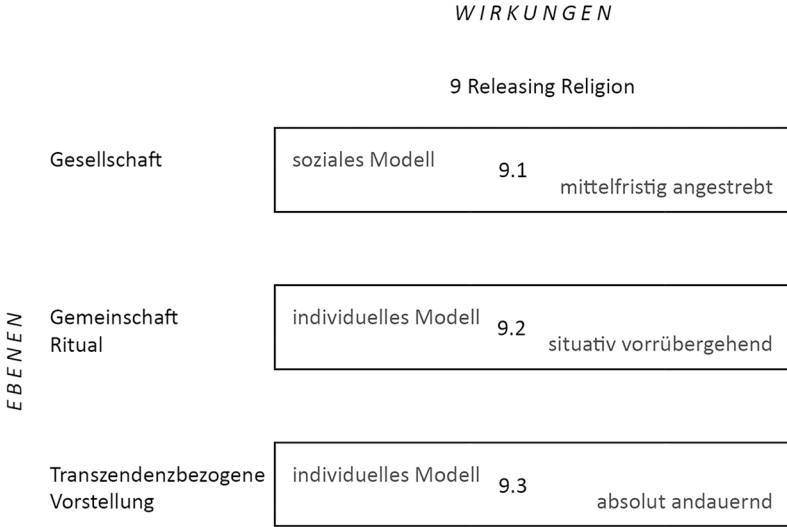 WIRKUNGEN
9 Releasing Religion
Gesellschaft
soziales Modell
9.1
mittelfristig angestrebt
EBENEN
Gemeinschaft
Ritual
individuelles Modell
9.2
situativ vorrübergehend
Transzendenzbezogene
Vorstellung
individuelles Modell
9.3
absolut andauernd